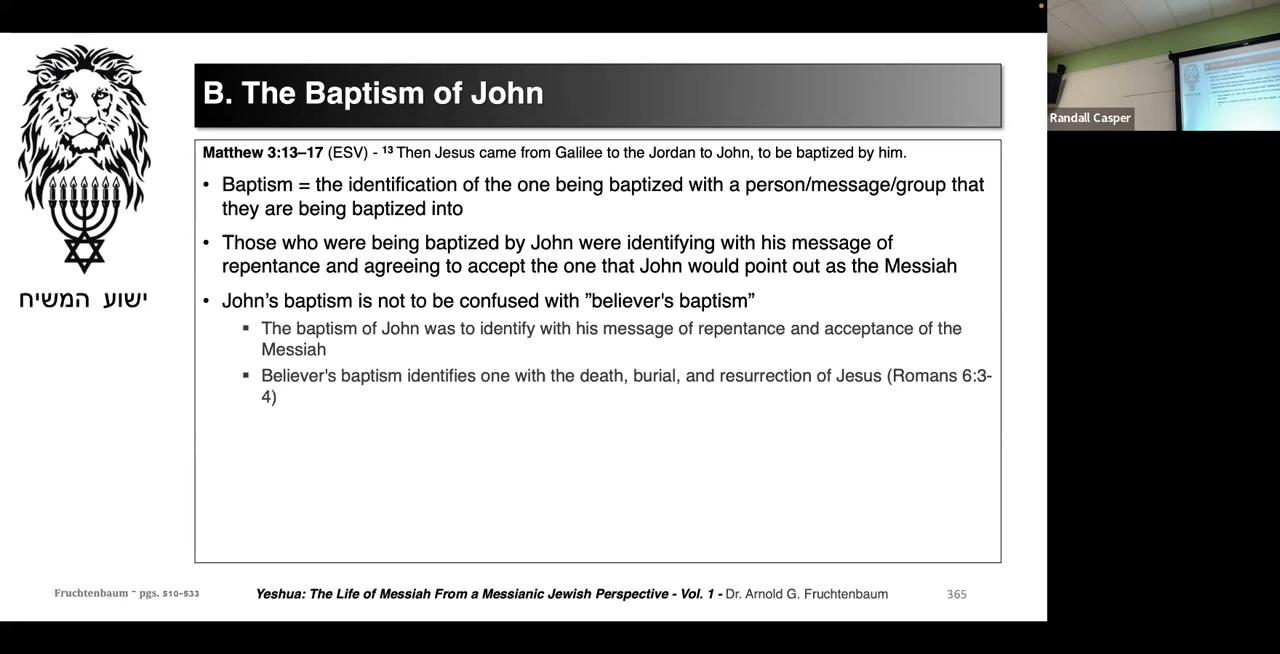 B. The Baptism of John
Matthew 3:13–17 (ESV) - 13 Then Jesus came from Galilee to the Jordan to John, to be baptized by him.
• Baptism = the identification of the one being baptized with a person/message/group that
they are being baptized into
• Those who were being baptized by John were identifying with his message of
repentance and agreeing to accept the one that John would point out as the Messiah
• John's baptism is not to be confused with ”believer's baptism”
▪ The baptism of John was to identify with his message of repentance and acceptance of the
Messiah
▪ Believer's baptism identifies one with the death, burial, and resurrection of Jesus (Romans 6:3-
4)
ישוע המשיח
Fruchtenbaum - pgs. 510-533
Yeshua: The Life of Messiah From a Messianic Jewish Perspective - Vol. 1 - Dr. Arnold G. Fruchtenbaum
365
Randall Casper